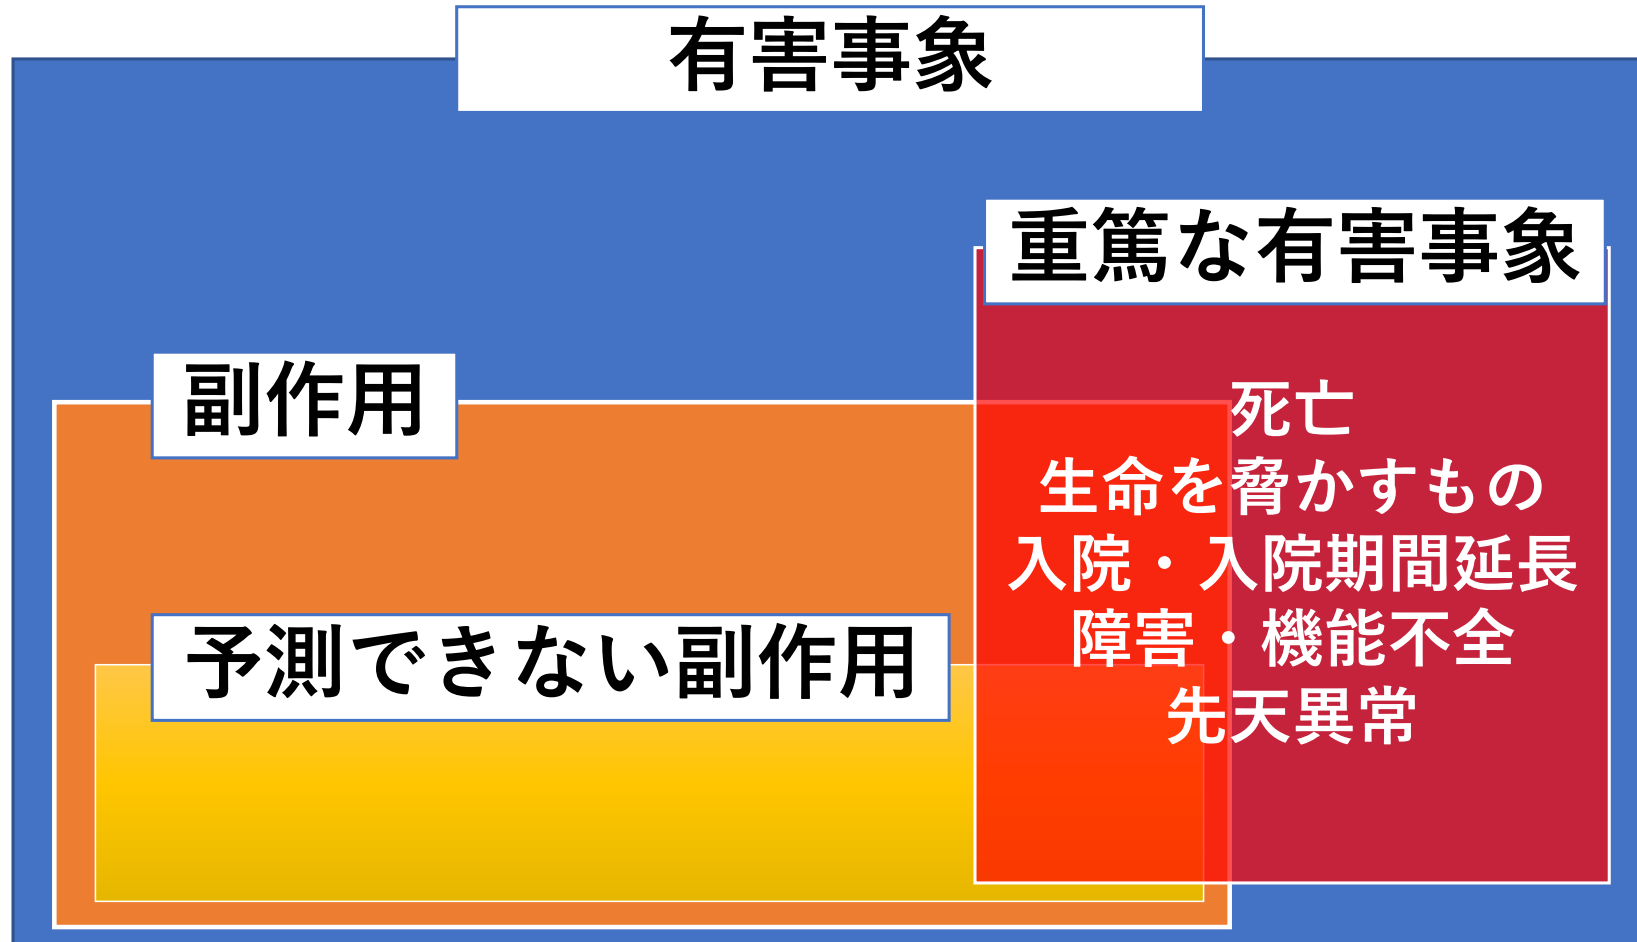 有害事象
重篤な有害事象
副作用
死亡
生命を脅かすもの
入院・入院期間延長
障害・機能不全
先天異常
予測できない副作用